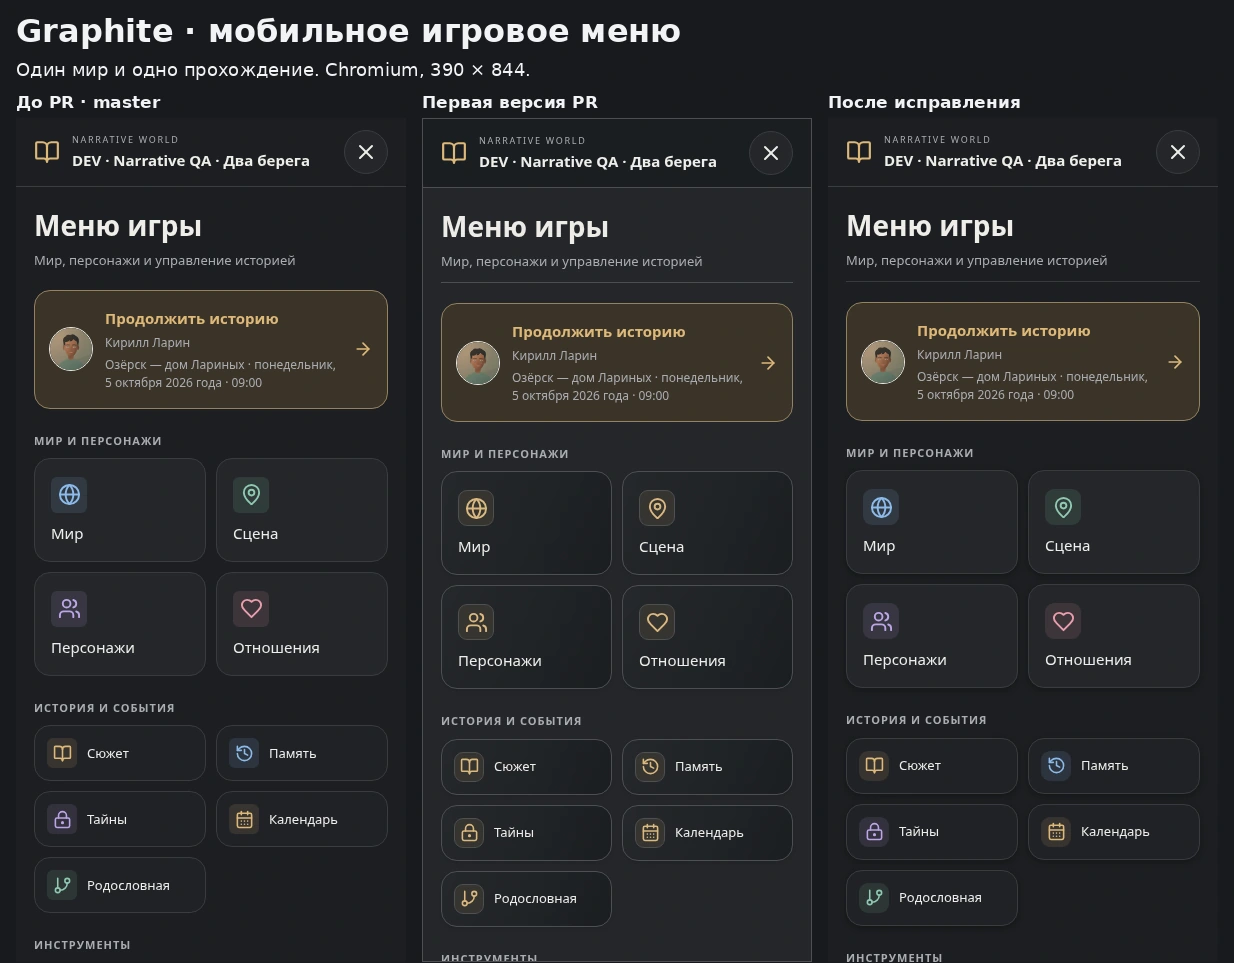 Graphite · мобильное игровое меню
Один мир и одно прохождение. Chromium, 390 × 844.
До PR · master
NARRATIVE WORLD
DEV · Narrative QA · Два берега
Меню игры
Мир, персонажи и управление историей
Продолжить историю
Кирилл Ларин
Озёрск — дом Лариных · понедельник,
5 октября 2026 года · 09:00
МИР И ПЕРСОНАЖИ
Мир
Сцена
Персонажи
Отношения
ИСТОРИЯ И СОБЫТИЯ
Сюжет
Память
Тайны
Календарь
Родословная
ИНСТРУМЕНТЫ
Первая версия PR
NARRATIVE WORLD
DEV · Narrative QA · Два берега
Меню игры
Мир, персонажи и управление историей
Продолжить историю
Кирилл Ларин
Озёрск — дом Лариных · понедельник,
5 октября 2026 года · 09:00
МИР И ПЕРСОНАЖИ
Мир
Сцена
Персонажи
Отношения
ИСТОРИЯ И СОБЫТИЯ
Сюжет
Память
Тайны
Календарь
Родословная
ИНСТРУМЕНТЫ
После исправления
NARRATIVE WORLD
DEV · Narrative QA · Два берега
Меню игры
Мир, персонажи и управление историей
Продолжить историю
Кирилл Ларин
Озёрск — дом Лариных · понедельник,
5 октября 2026 года · 09:00
МИР И ПЕРСОНАЖИ
Мир
Сцена
Персонажи
Отношения
ИСТОРИЯ И СОБЫТИЯ
Сюжет
Память
Тайны
Календарь
Родословная
ИНСТРУМЕНТЫ